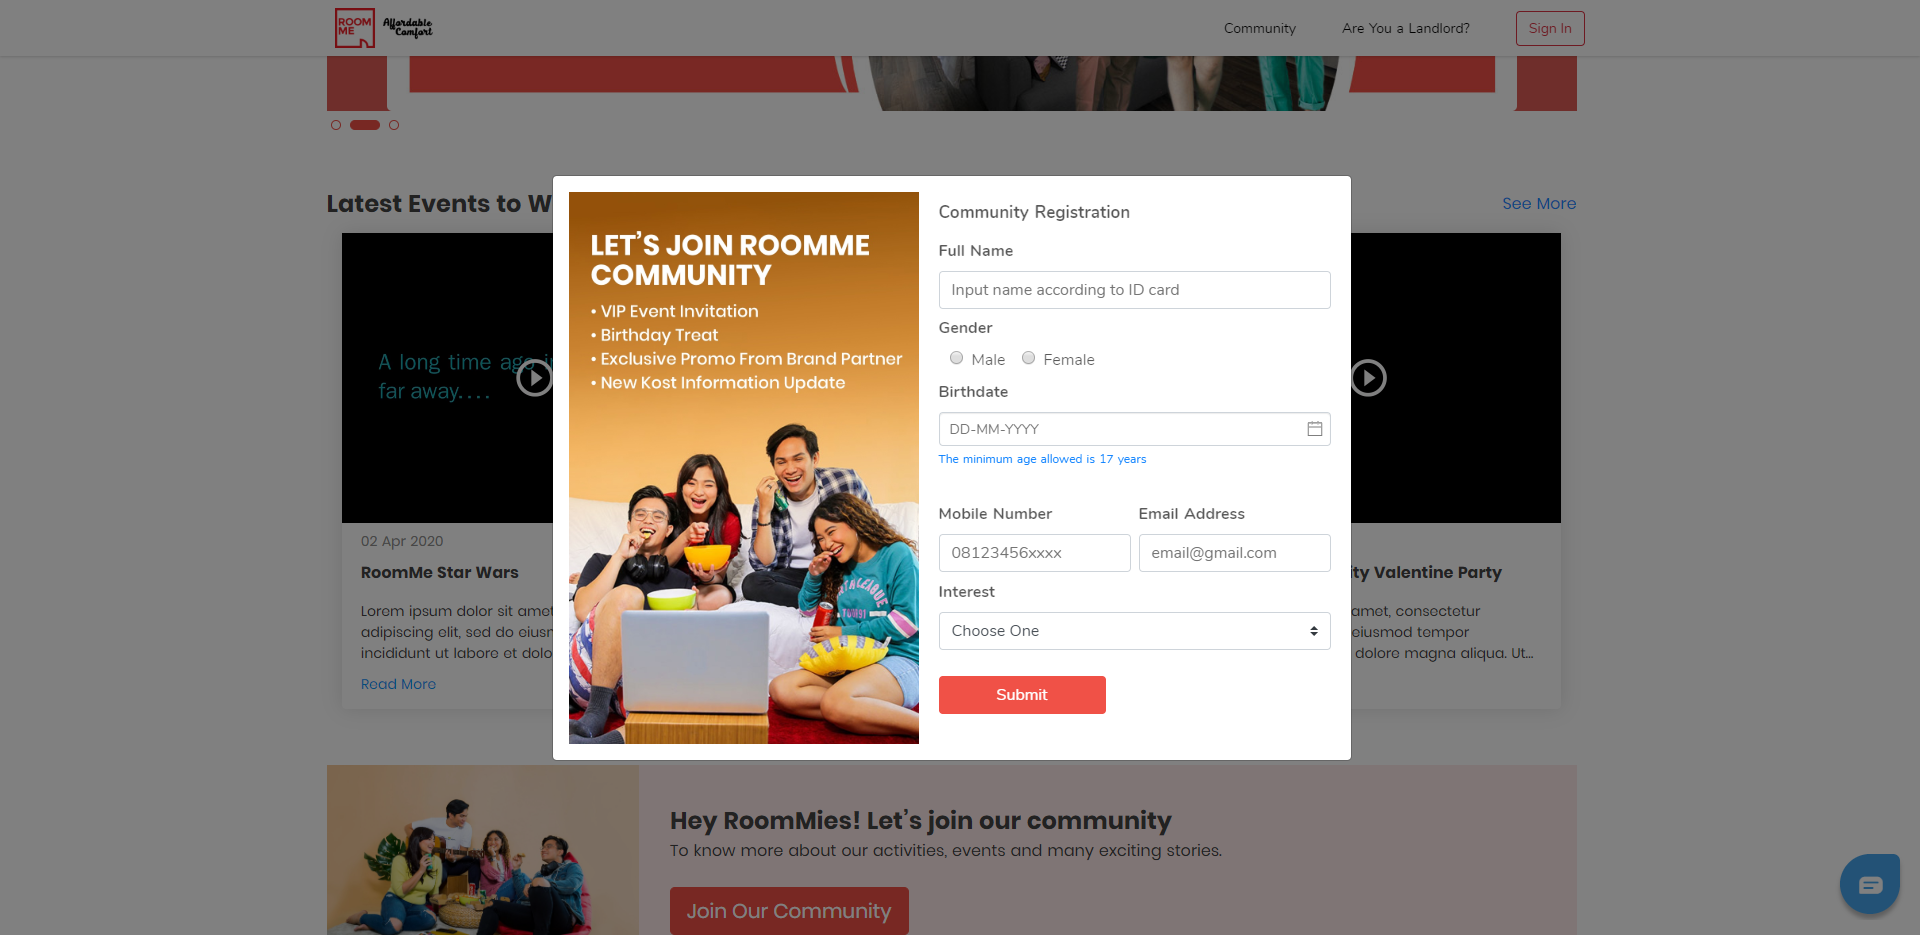 ROOM
ME
Affordable
Comfort
Community
Are You a Landlord?
Sign In
Latest Events to W
See More
A long time ago i
far away....
02 Apr 2020
RoomMe Star Wars
Lorem ipsum dolor sit amet
adipiscing elit, sed do eiusm
incididunt ut labore et dolo
Read More
LET'S JOIN ROOMME
COMMUNITY
• VIP Event Invitation
• Birthday Treat
• Exclusive Promo From Brand Partner
• New Kost Information Update
Community Registration
Full Name
Input name according to ID card
Gender
Male
Female
Birthdate
DD-MM-YYYY
The minimum age allowed is 17 years
Mobile Number
Email Address
08123456xxxx
email@gmail.com
Interest
Choose One
Submit
ity Valentine Party
amet, consectetur
eiusmod tempor
dolore magna aliqua. Ut...
Hey RoomMies! Let's join our community
To know more about our activities, events and many exciting stories.
Join Our Community